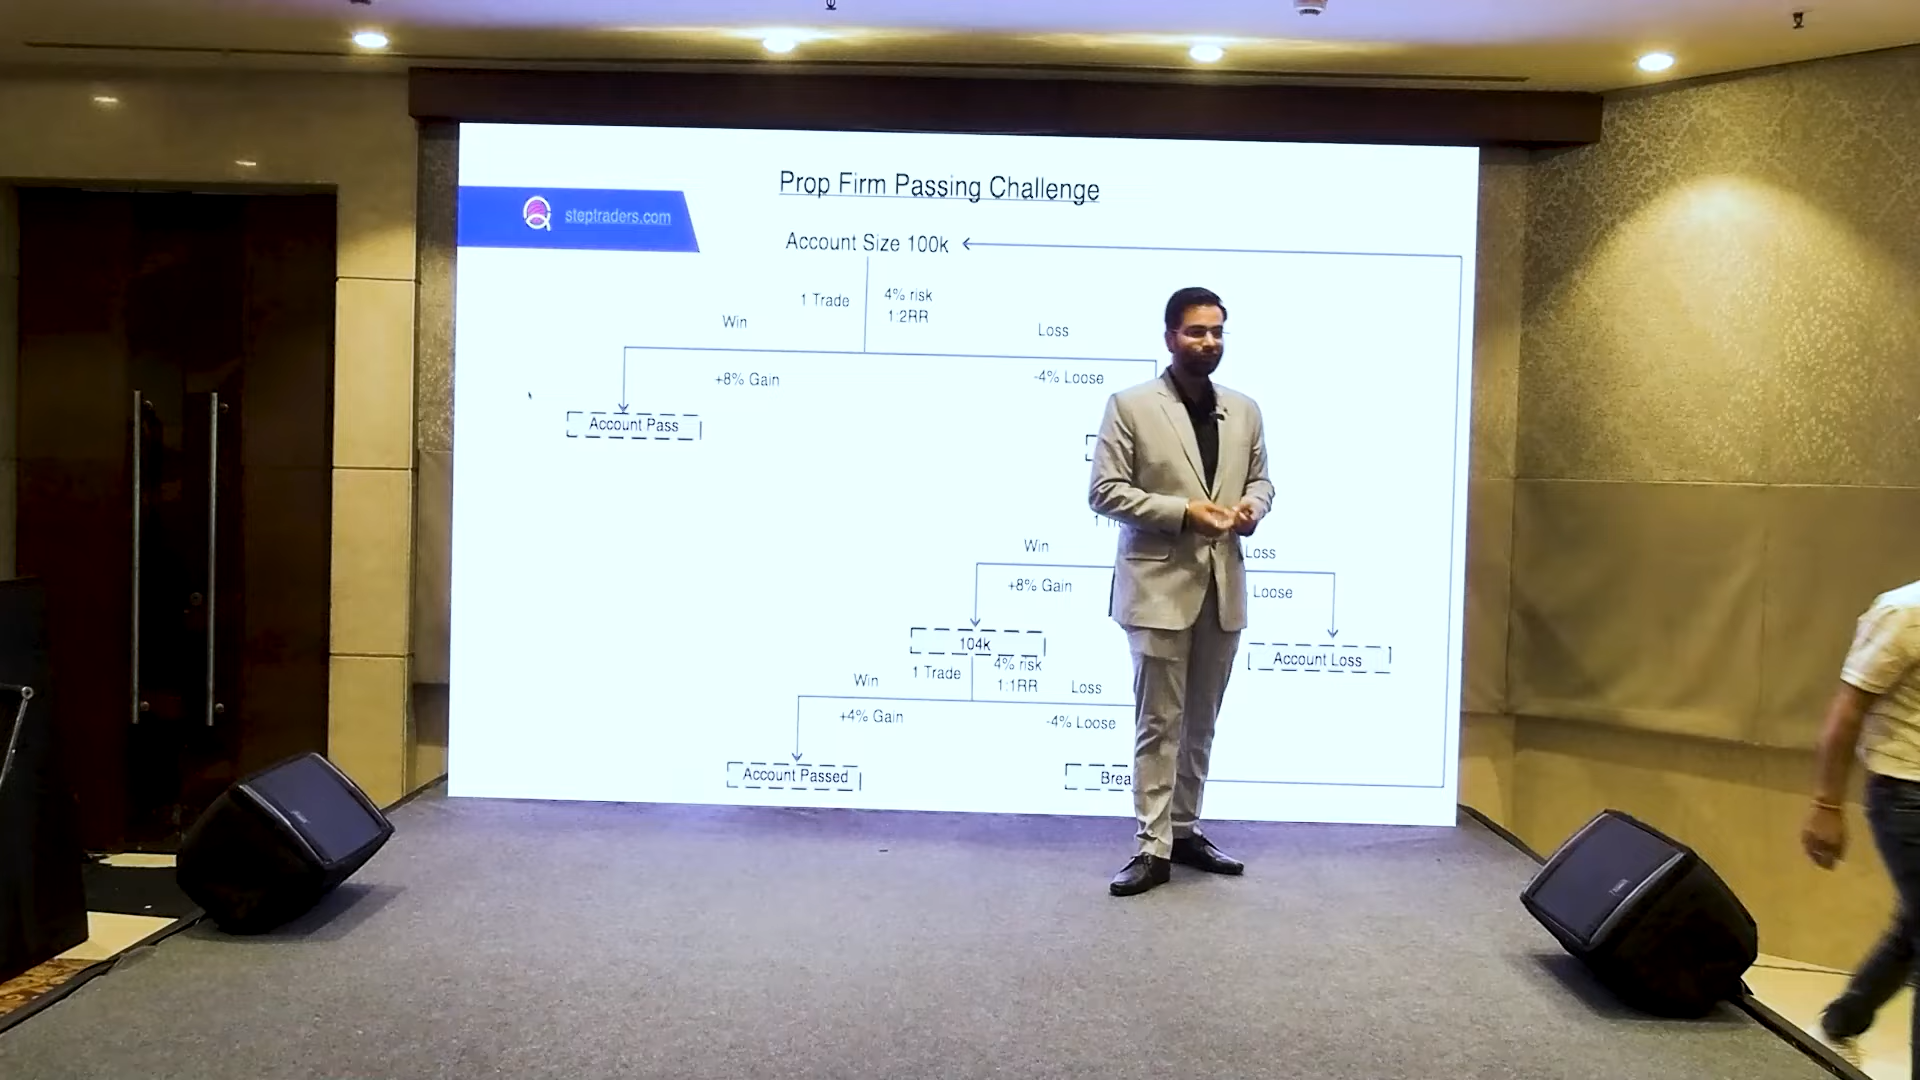 Prop Firm Passing Challenge
steptraders.com
Account Size 100k
1 Trade
4% risk
1:2RR
Win
Loss
+8% Gain
-4% Loose
Account Pass
Win
Loss
+8% Gain
Loose
104k
Account Loss
1 Trade
4% risk
1:1RR
Win
Loss
+4% Gain
-4% Loose
Account Passed